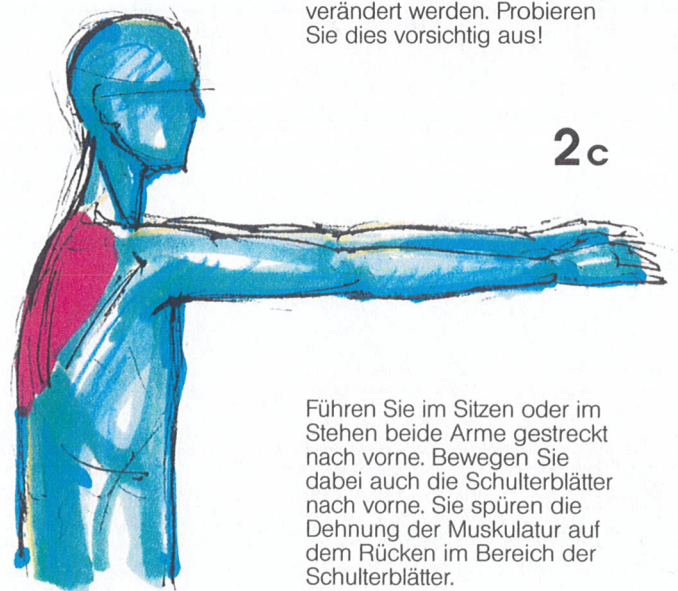 verändert werden. Probieren
Sie dies vorsichtig aus!
2c
Führen Sie im Sitzen oder im
Stehen beide Arme gestreckt
nach vorne. Bewegen Sie
dabei auch die Schulterblätter
nach vorne. Sie spüren die
Dehnung der Muskulatur auf
dem Rücken im Bereich der
Schulterblätter.